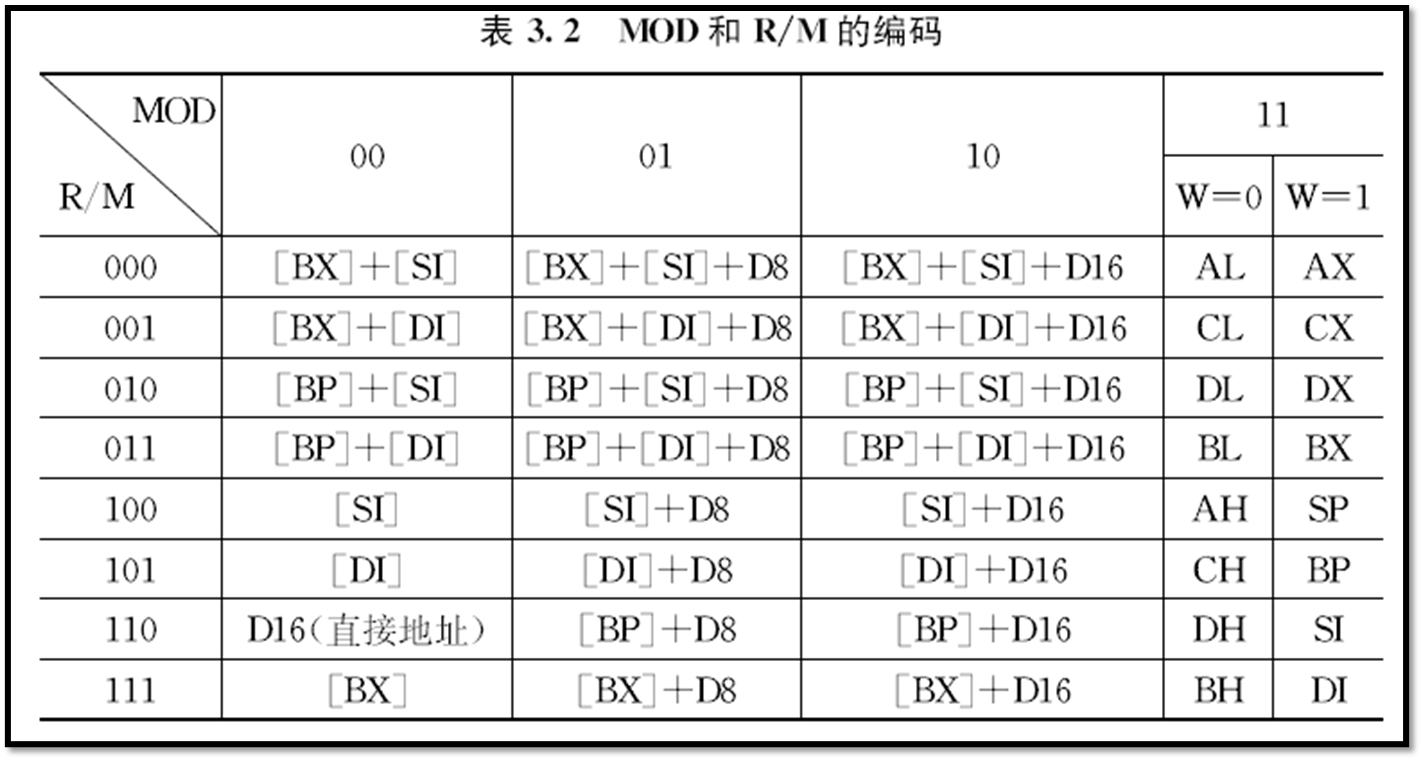 表 3.2 MOD 和 R/M 的编码
MOD
R/M
00 01 10 11
W=0 W=1
000 [BX]+[SI] [BX]+[SI]+D8 [BX]+[SI]+D16 AL AX
001 [BX]+[DI] [BX]+[DI]+D8 [BX]+[DI]+D16 CL CX
010 [BP]+[SI] [BP]+[SI]+D8 [BP]+[SI]+D16 DL DX
011 [BP]+[DI] [BP]+[DI]+D8 [BP]+[DI]+D16 BL BX
100 [SI] [SI]+D8 [SI]+D16 AH SP
101 [DI] [DI]+D8 [DI]+D16 CH BP
110 D16(直接地址) [BP]+D8 [BP]+D16 DH SI
111 [BX] [BX]+D8 [BX]+D16 BH DI